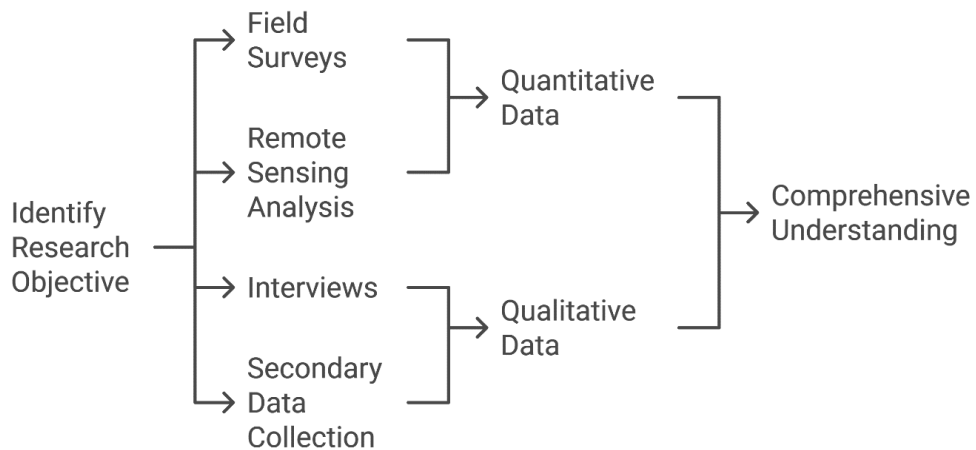 Identify
Research
Objective
Field
Surveys
Remote
Sensing
Analysis
Interviews
Secondary
Data
Collection
Quantitative
Data
Qualitative
Data
Comprehensive
Understanding